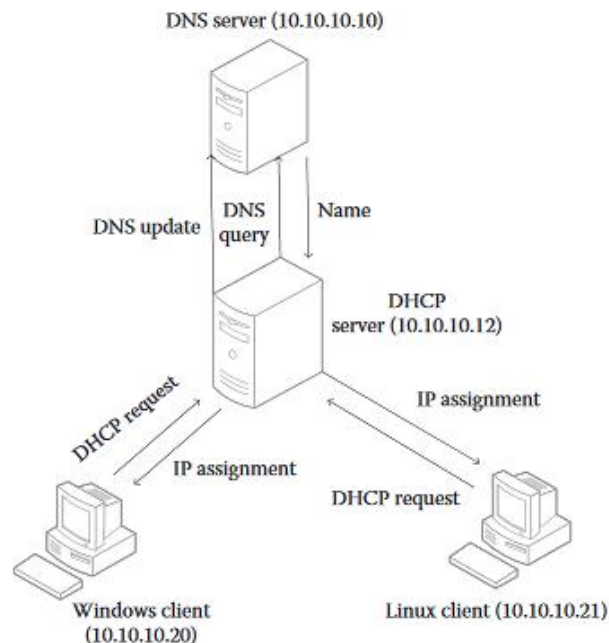 DNS server (10.10.10.10)
DNS update
DNS
query
Name
DHCP
server (10.10.10.12)
DHCP request
IP assignment
IP assignment
DHCP request
Windows client
(10.10.10.20)
Linux client (10.10.10.21)